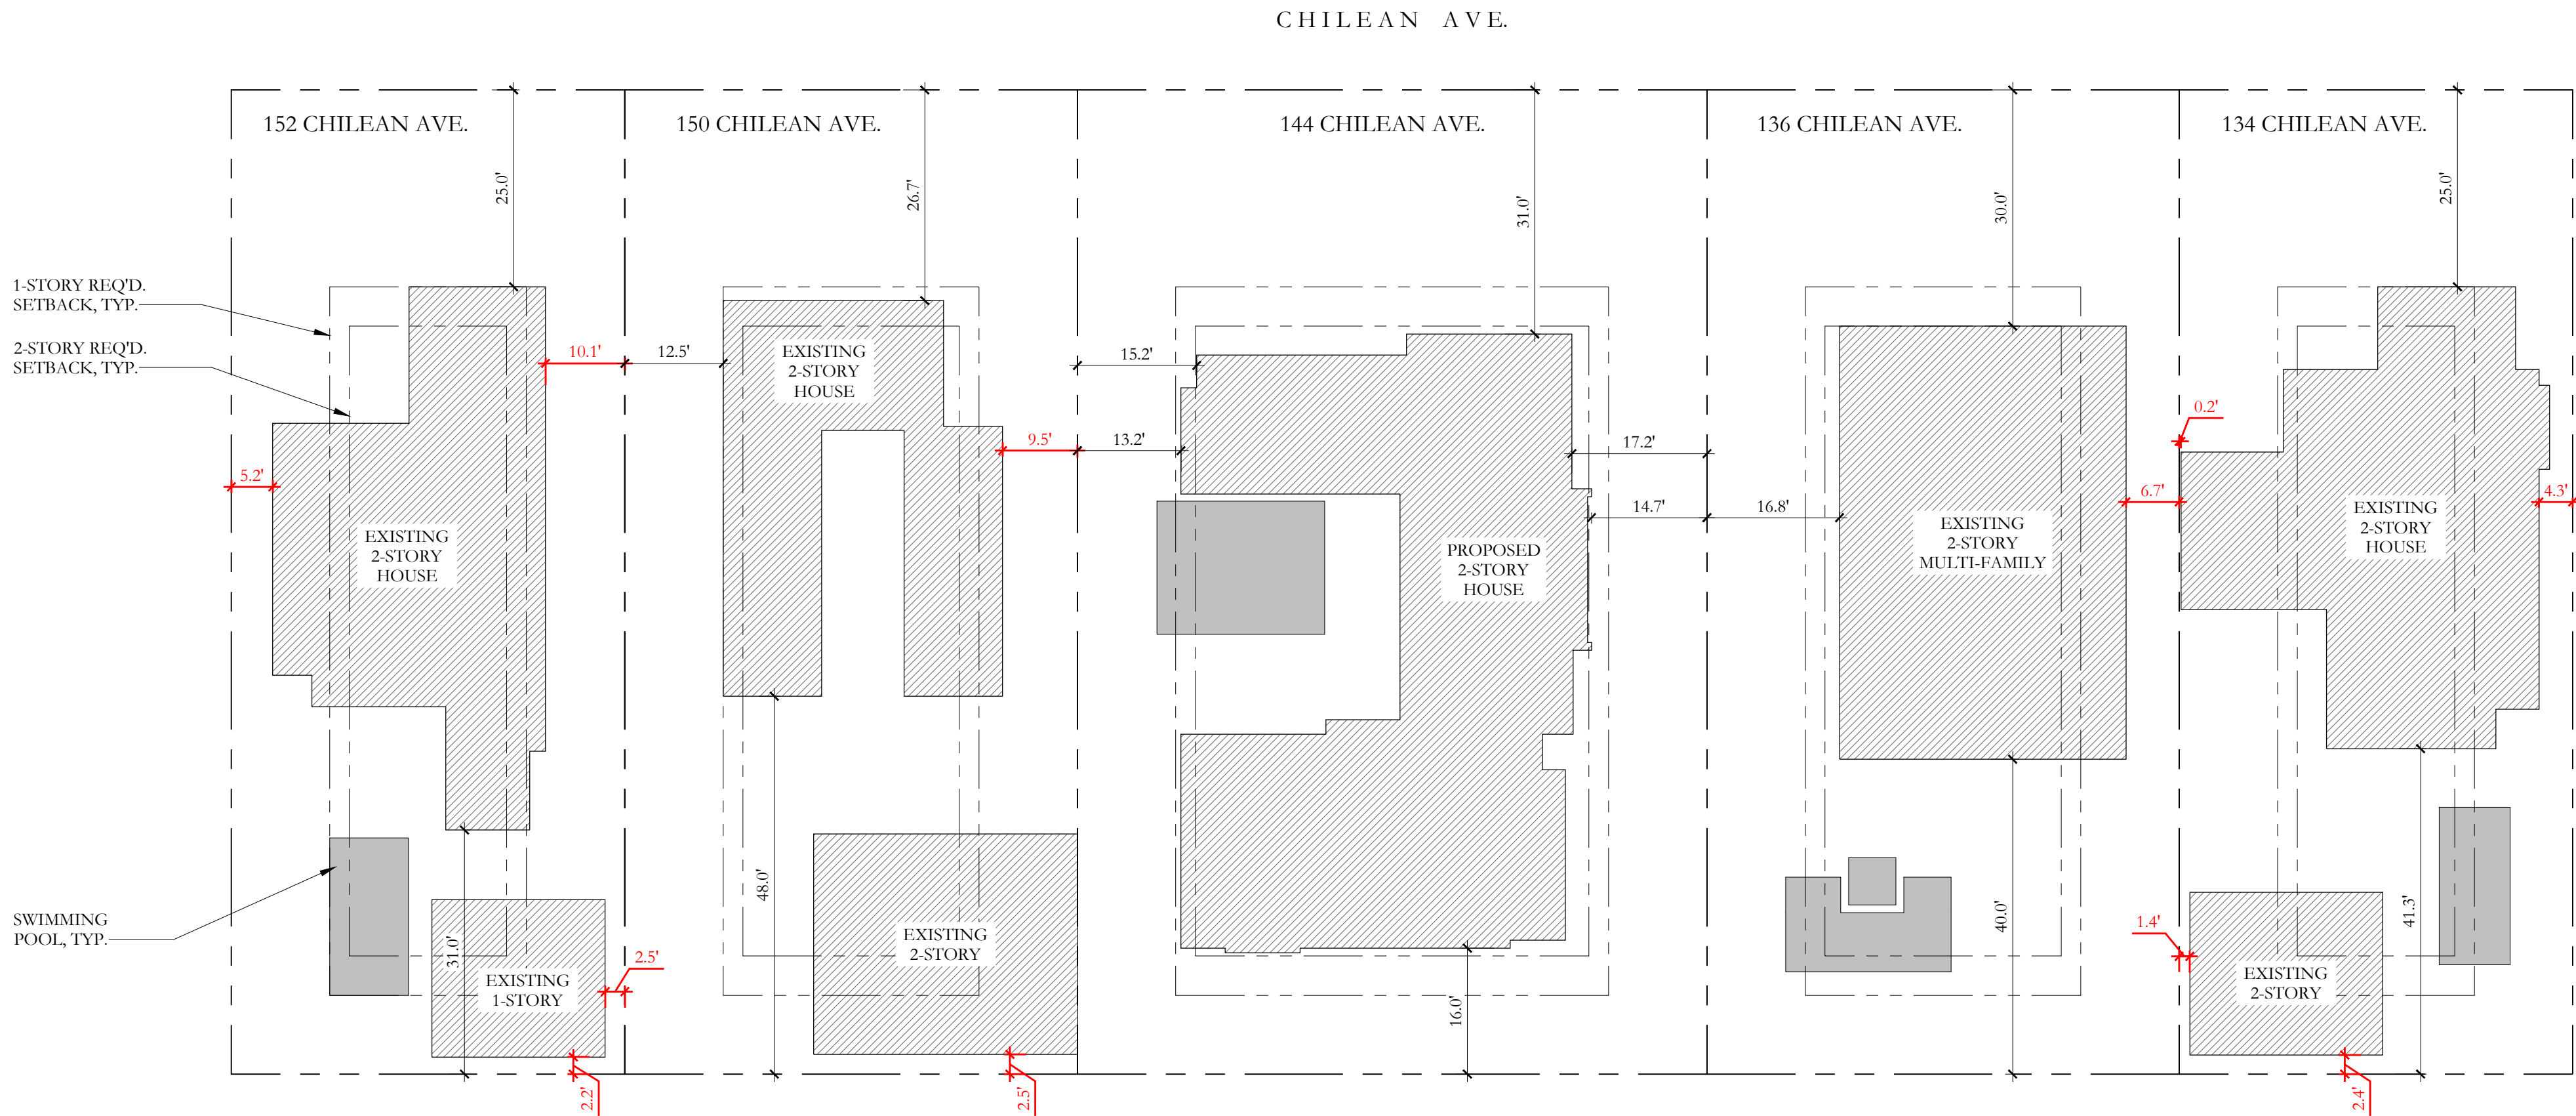 CHILEAN AVE.
152 CHILEAN AVE.
150 CHILEAN AVE.
144 CHILEAN AVE.
136 CHILEAN AVE.
134 CHILEAN AVE.
25.0'
26.7'
31.0'
30.0'
25.0'
1-STORY REQ'D.
SETBACK, TYP.
2-STORY REQ'D.
SETBACK, TYP.
10.1'
12.5'
EXISTING
2-STORY
HOUSE
15.2'
0.2'
5.2'
9.5'
13.2'
17.2'
14.7'
16.8'
6.7'
4.3'
EXISTING
2-STORY
HOUSE
PROPOSED
2-STORY
HOUSE
EXISTING
2-STORY
MULTI-FAMILY
EXISTING
2-STORY
HOUSE
SWIMMING
POOL, TYP.
31.0'
48.0'
EXISTING
2-STORY
40.0'
41.3'
1.4'
2.5'
EXISTING
1-STORY
16.0'
EXISTING
2-STORY
2.2'
2.5'
2.4'